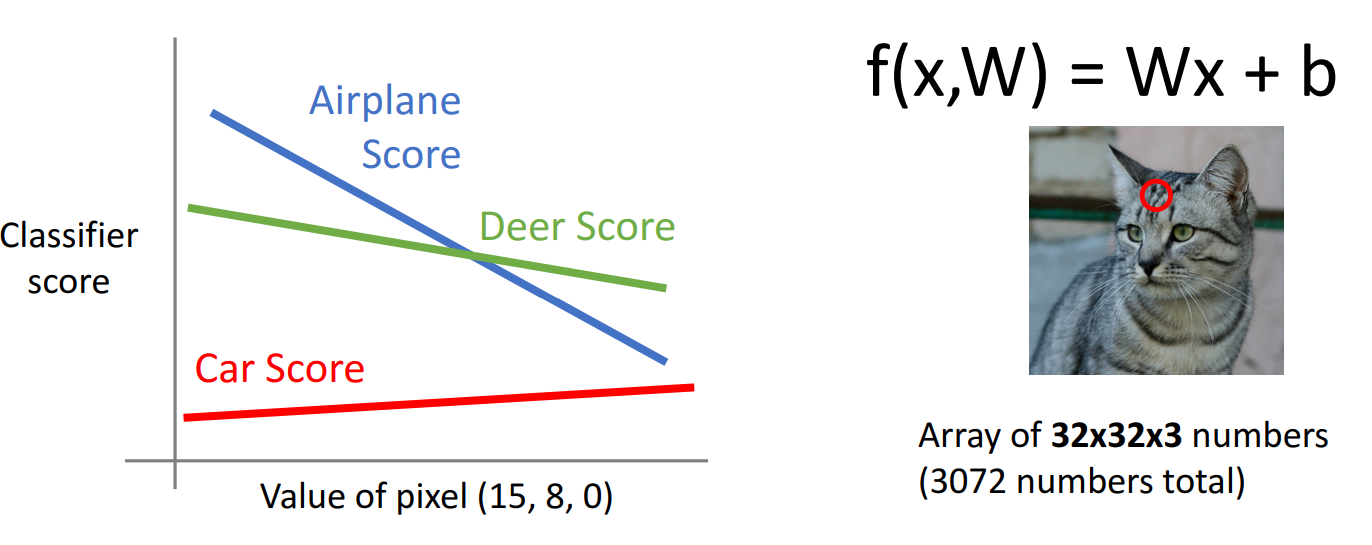 Airplane
Score
Deer Score
Classifier
score
Car Score
Value of pixel (15, 8, 0)
f(x,W) = Wx + b
Array of 32x32x3 numbers
(3072 numbers total)